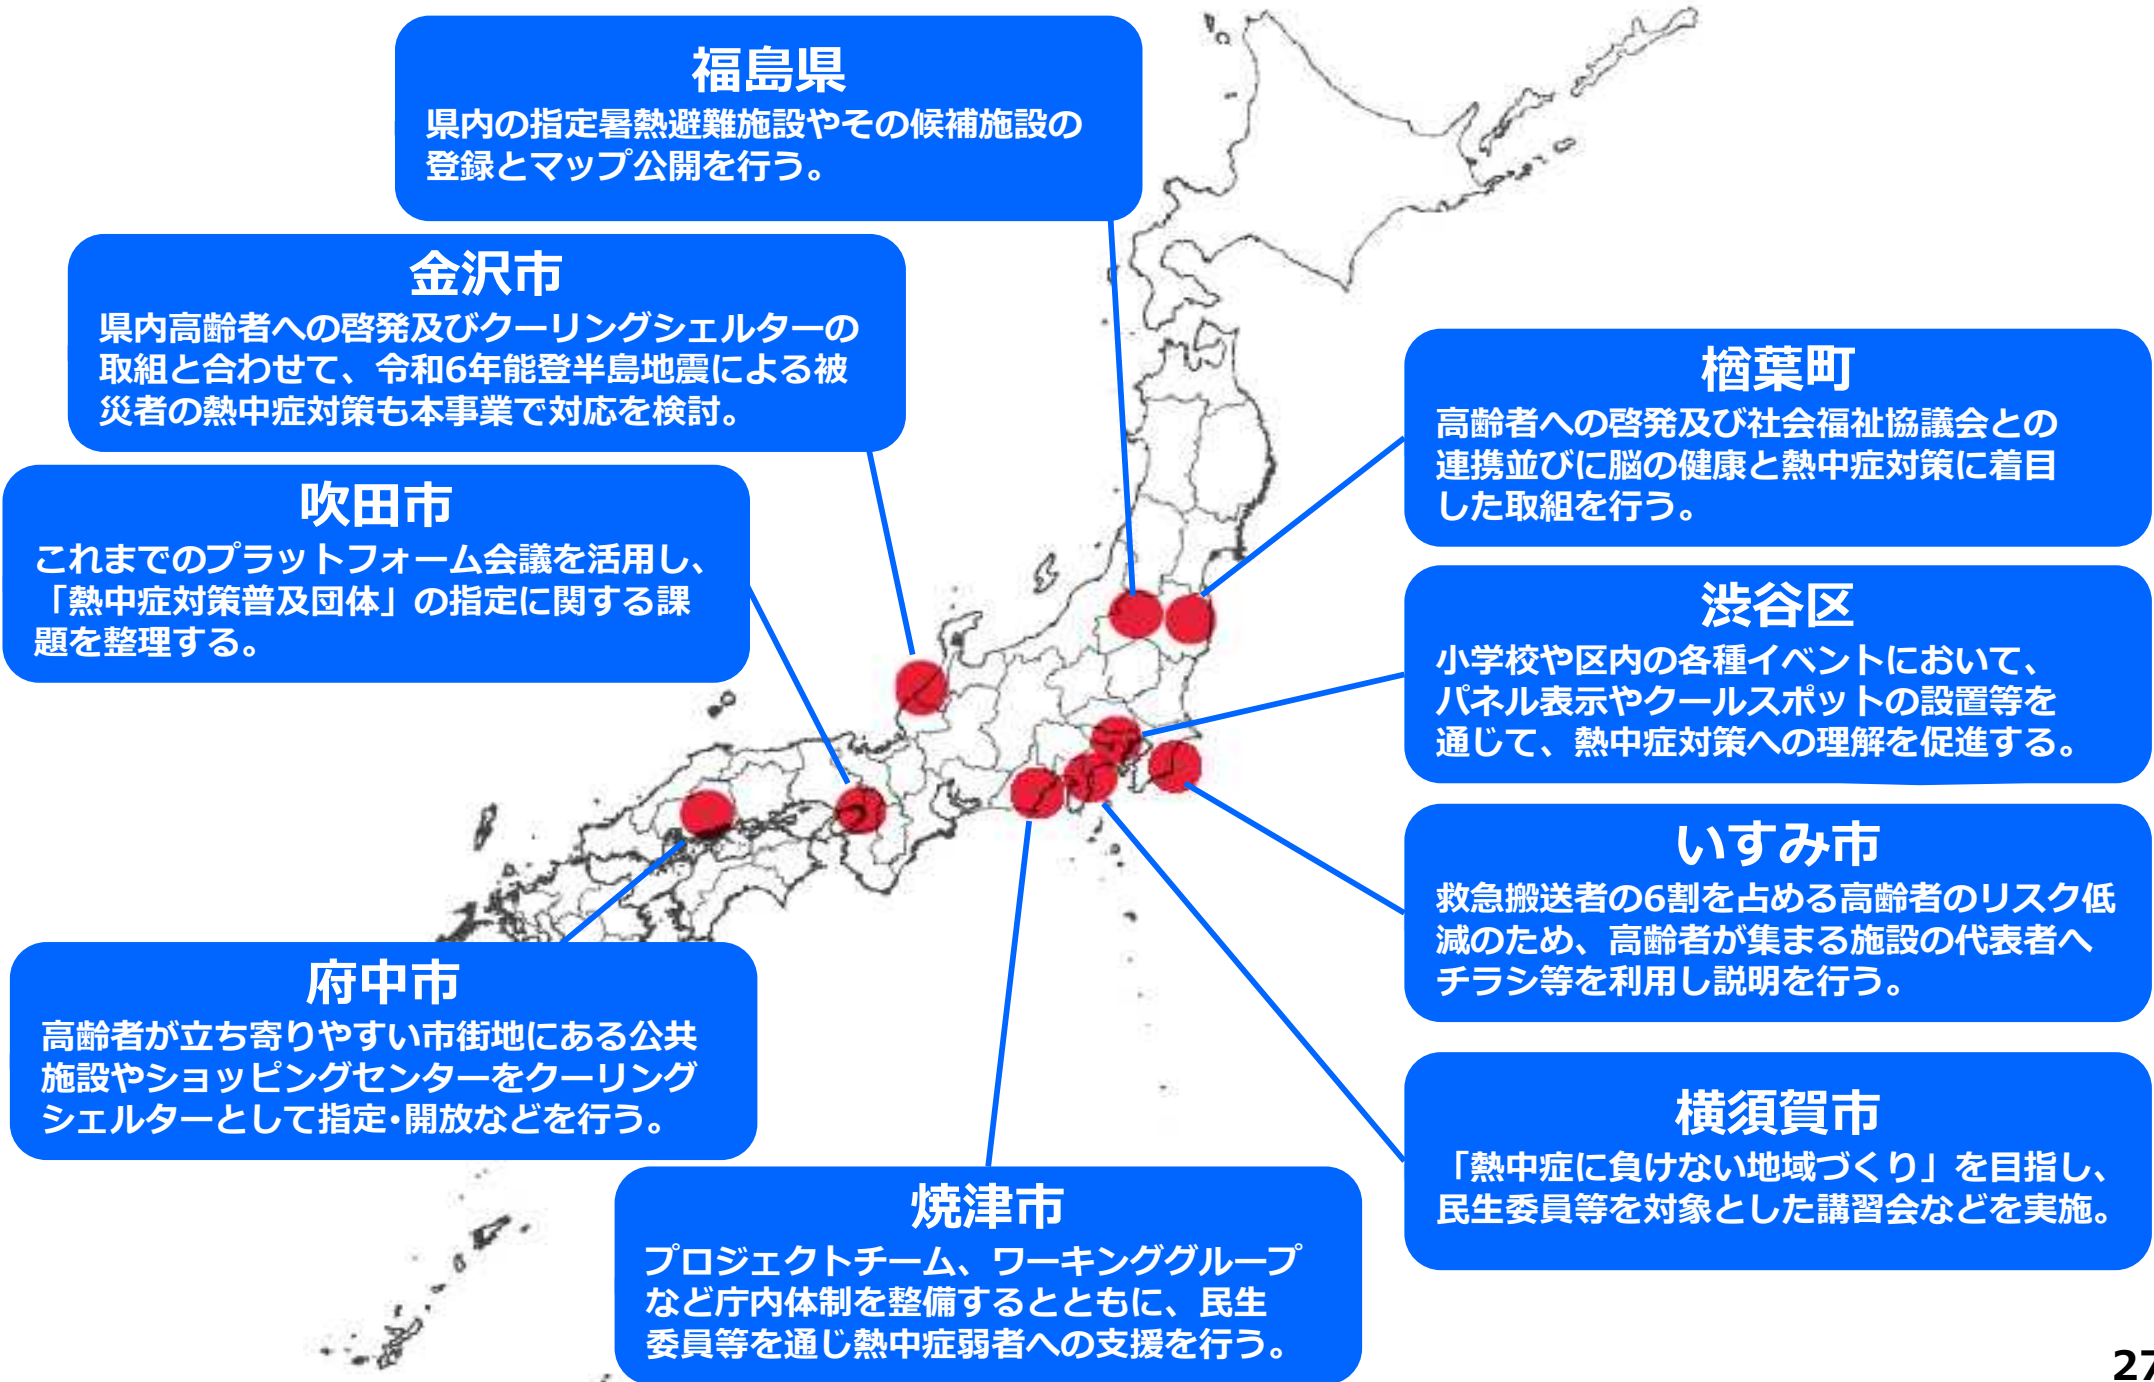 福島県
県内の指定暑熱避難施設やその候補施設の
登録とマップ公開を行う。
金沢市
県内高齢者への啓発及びクーリングシェルターの
取組と合わせて、令和6年能登半島地震による被
災者の熱中症対策も本事業で対応を検討。
吹田市
これまでのプラットフォーム会議を活用し、
「熱中症対策普及団体」の指定に関する課
題を整理する。
府中市
高齢者が立ち寄りやすい市街地にある公共
施設やショッピングセンターをクーリング
シェルターとして指定・開放などを行う。
焼津市
プロジェクトチーム、ワーキンググループ
など庁内体制を整備するとともに、民生
委員等を通じ熱中症弱者への支援を行う。
楢葉町
高齢者への啓発及び社会福祉協議会との
連携並びに脳の健康と熱中症対策に着目
した取組を行う。
渋谷区
小学校や区内の各種イベントにおいて、
パネル表示やクールスポットの設置等を
通じて、熱中症対策への理解を促進する。
いすみ市
救急搬送者の6割を占める高齢者のリスク低
減のため、高齢者が集まる施設の代表者へ
チラシ等を利用し説明を行う。
横須賀市
「熱中症に負けない地域づくり」を目指し、
民生委員等を対象とした講習会などを実施。
27